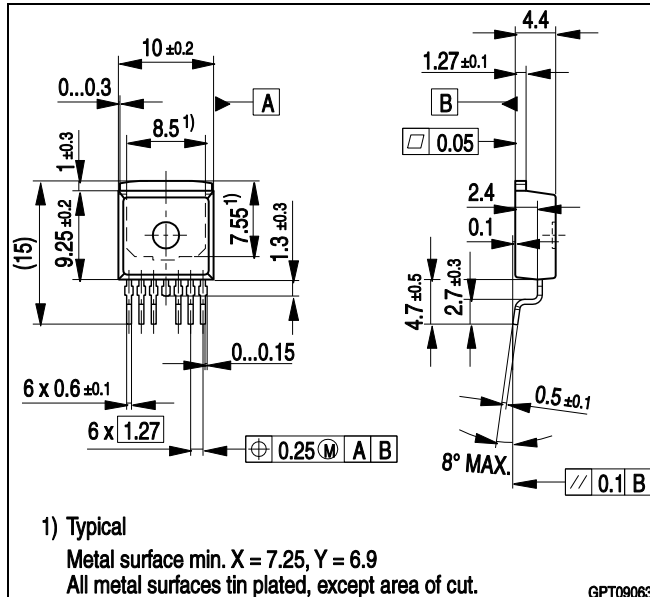 10 ±0.2
0...0.3
A
8.5 1)
1 ±0.3
(15)
9.25 ±0.2
7.55 1)
1.3 ±0.3
0...0.15
6 x 0.6 ±0.1
6 x 1.27
0.25 Ⓜ A B
4.4
1.27 ±0.1
B
0.05
2.4
0.1
4.7 ±0.5
2.7 ±0.3
0.5 ±0.1
8° MAX.
// 0.1 B
1) Typical
Metal surface min. X = 7.25, Y = 6.9
All metal surfaces tin plated, except area of cut.
GPT09063